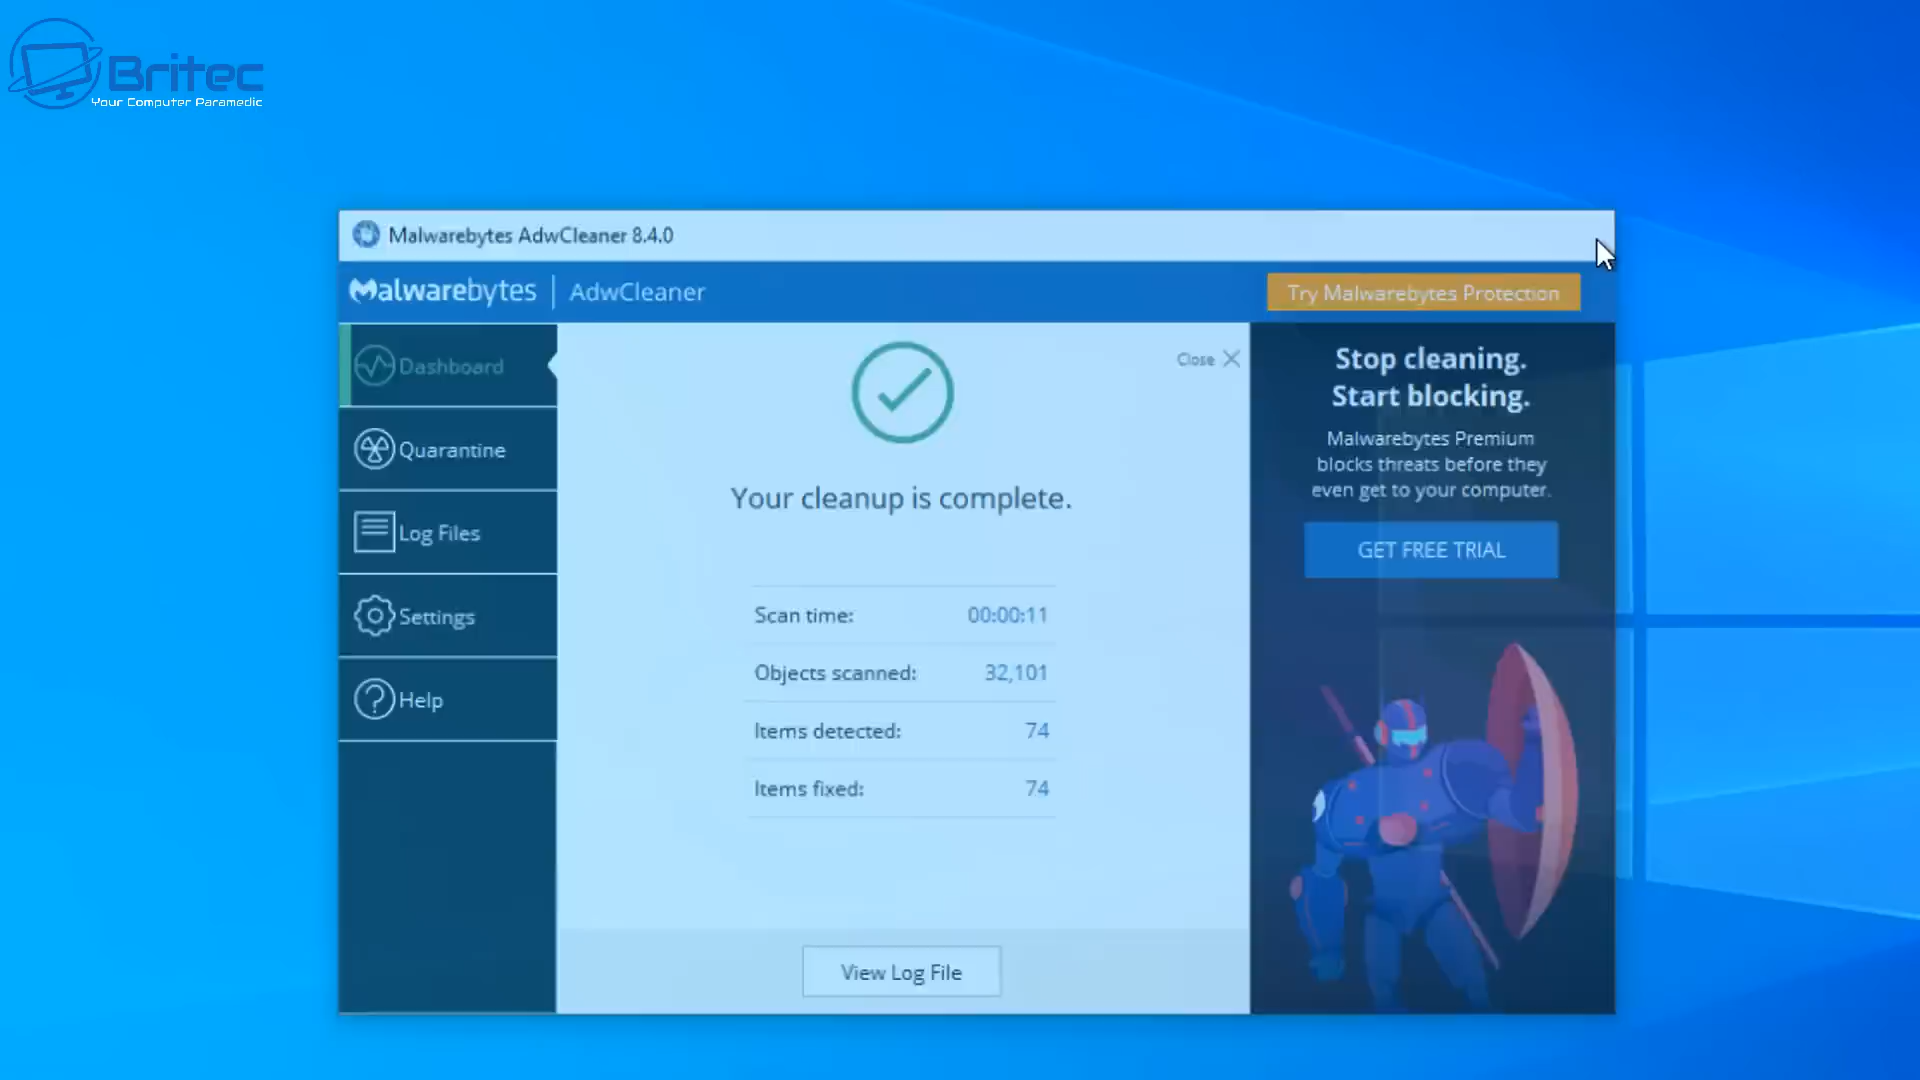 Britec
Your Computer Paramedic
Malwarebytes AdwCleaner 8.4.0
Malwarebytes | AdwCleaner
Try Malwarebytes Protection
Dashboard
Quarantine
Log Files
Settings
Help
Close
Your cleanup is complete.
Scan time: 00:00:11
Objects scanned: 32,101
Items detected: 74
Items fixed: 74
View Log File
Stop cleaning.
Start blocking.
Malwarebytes Premium
blocks threats before they
even get to your computer.
GET FREE TRIAL